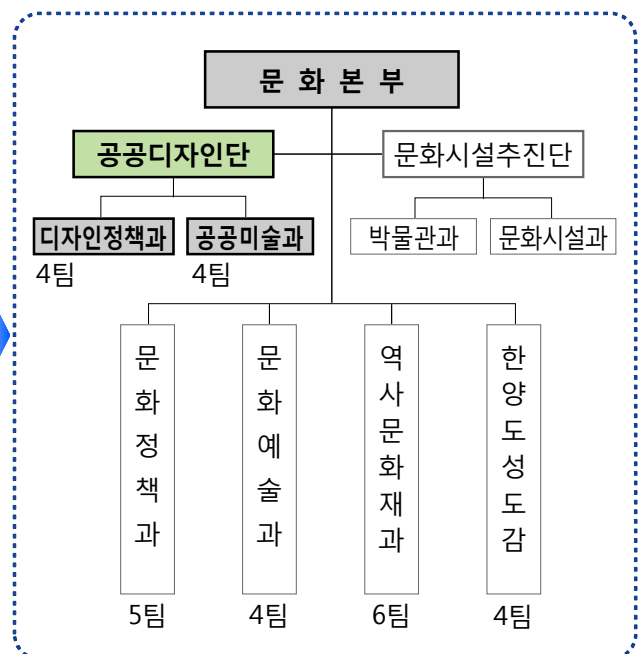 문 화 본 부
공공디자인단
문화시설추진단
디자인정책과
공공미술과
박물관과
문화시설과
4팀
4팀
문화정책과
문화예술과
역사문화재과
한양도성도감
5팀
4팀
6팀
4팀